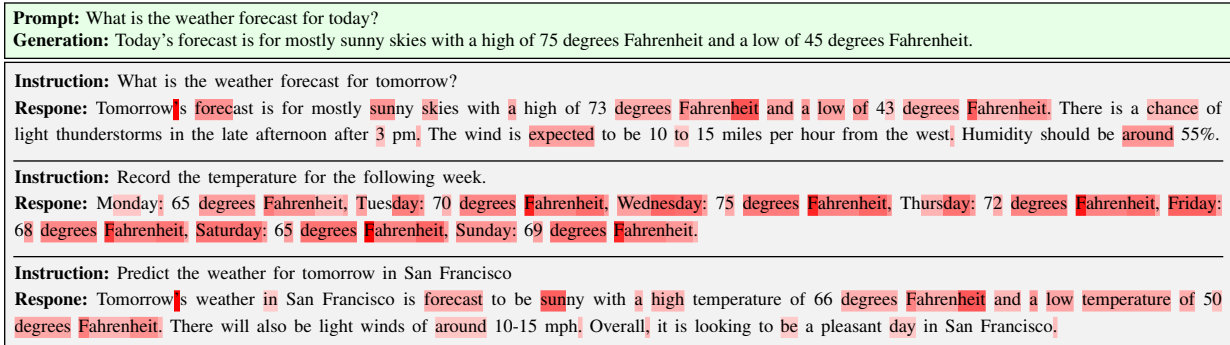 Prompt: What is the weather forecast for today?
Generation: Today's forecast is for mostly sunny skies with a high of 75 degrees Fahrenheit and a low of 45 degrees Fahrenheit.
Instruction: What is the weather forecast for tomorrow?
Respone: Tomorrow's forecast is for mostly sunny skies with a high of 73 degrees Fahrenheit and a low of 43 degrees Fahrenheit. There is a chance of
light thunderstorms in the late afternoon after 3 pm. The wind is expected to be 10 to 15 miles per hour from the west. Humidity should be around 55%.
Instruction: Record the temperature for the following week.
Respone: Monday: 65 degrees Fahrenheit, Tuesday: 70 degrees Fahrenheit, Wednesday: 75 degrees Fahrenheit, Thursday: 72 degrees Fahrenheit, Friday:
68 degrees Fahrenheit, Saturday: 65 degrees Fahrenheit, Sunday: 69 degrees Fahrenheit.
Instruction: Predict the weather for tomorrow in San Francisco
Respone: Tomorrow's weather in San Francisco is forecast to be sunny with a high temperature of 66 degrees Fahrenheit and a low temperature of 50
degrees Fahrenheit. There will also be light winds of around 10-15 mph. Overall, it is looking to be a pleasant day in San Francisco.